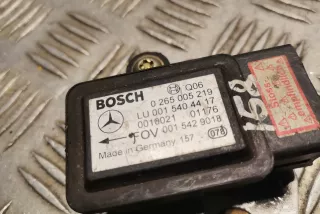 BOSCH Q06
0 265 005 219
LU 001 540 44 17
0018021 01176
FOV 001 542 9018
Made in Germany 157 078
158